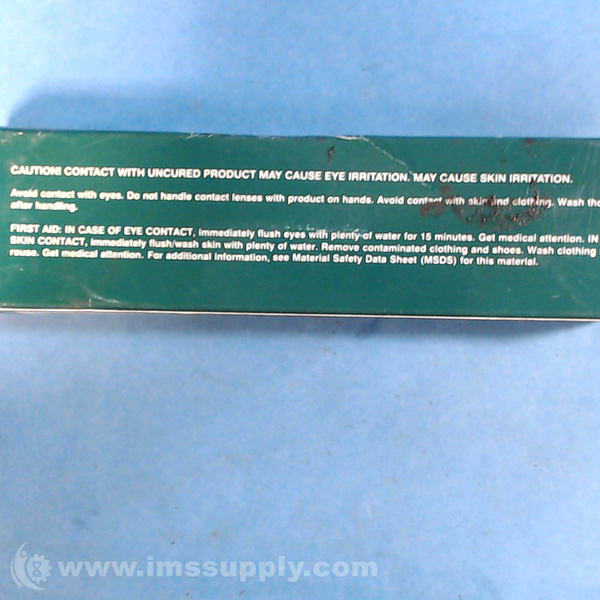 CAUTION! CONTACT WITH UNCURED PRODUCT MAY CAUSE EYE IRRITATION. MAY CAUSE SKIN IRRITATION.
Avoid contact with eyes. Do not handle contact lenses with product on hands. Avoid contact with skin and clothing. Wash tho
after handling.
FIRST AID: IN CASE OF EYE CONTACT, immediately flush eyes with plenty of water for 15 minutes. Get medical attention. IN
SKIN CONTACT, immediately flush/wash skin with plenty of water. Remove contaminated clothing and shoes. Wash clothing
reuse. Get medical attention. For additional information, see Material Safety Data Sheet (MSDS) for this material.
www.imssupply.com